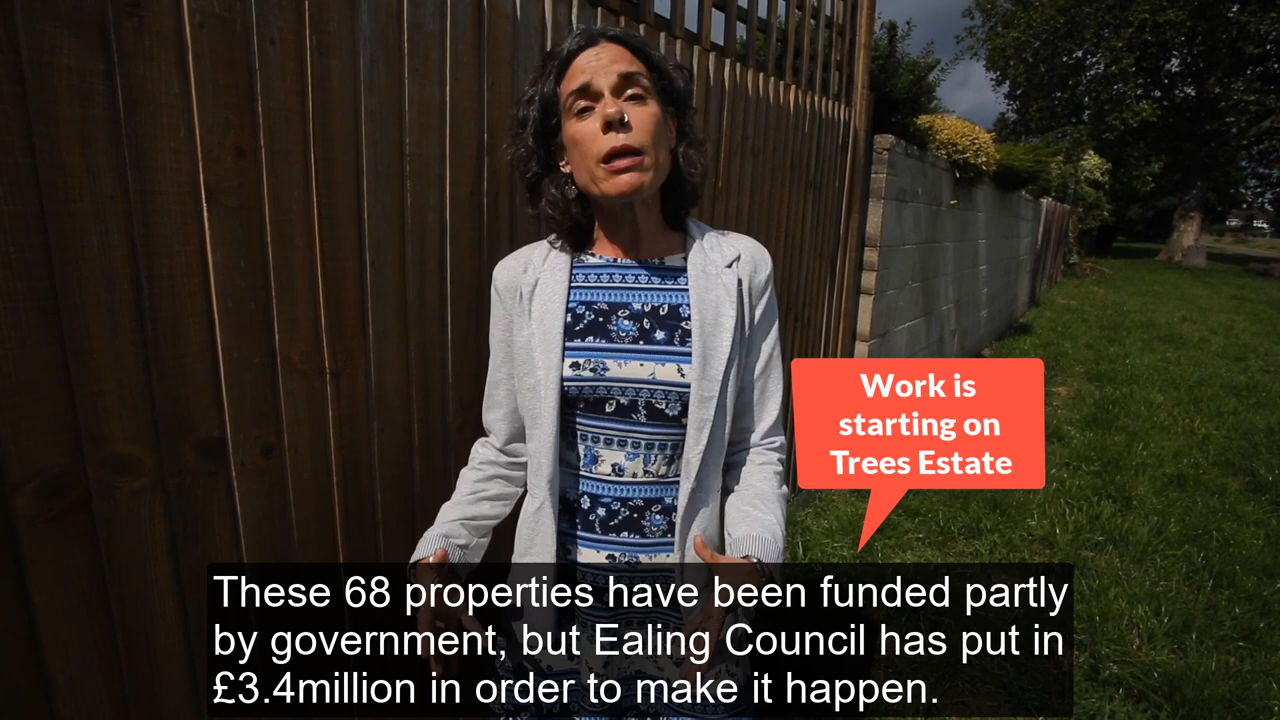 Work is
starting on
Trees Estate
These 68 properties have been funded partly
by government, but Ealing Council has put in
£3.4million in order to make it happen.